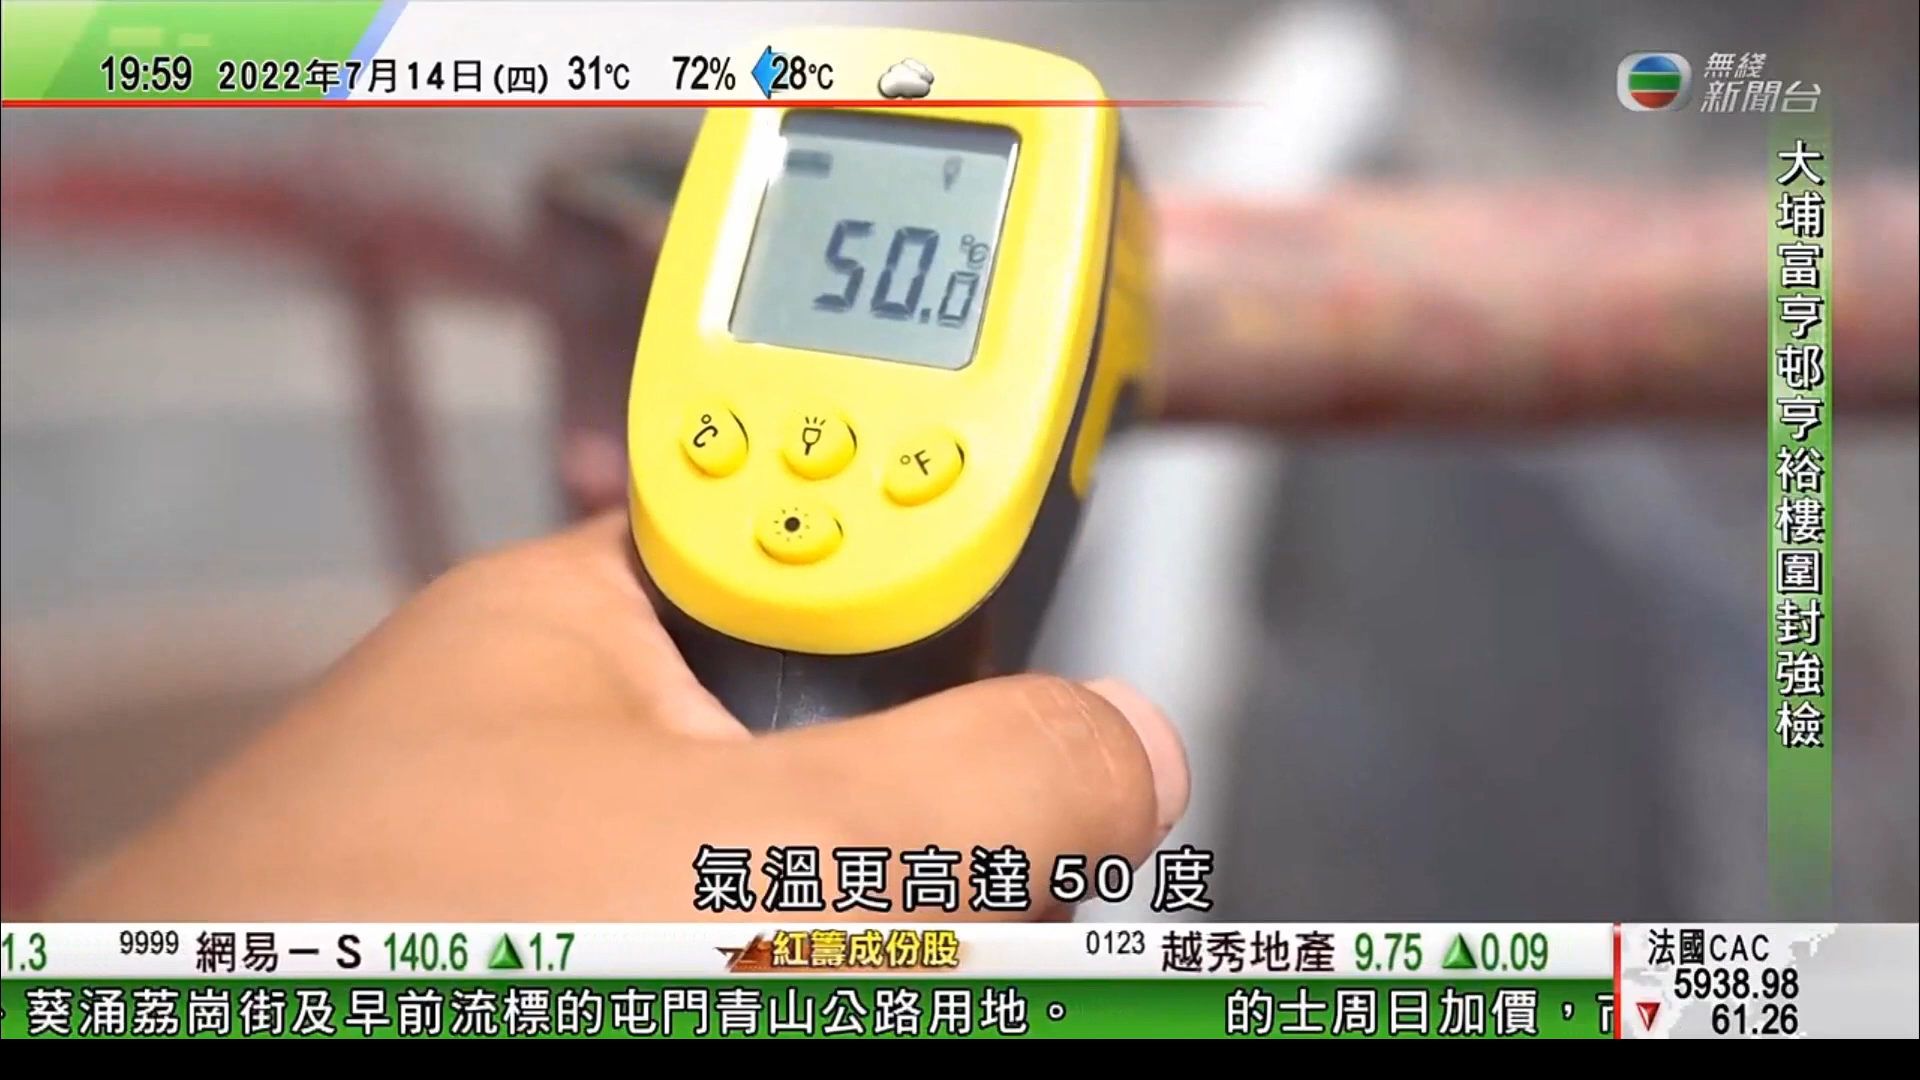 19:59 2022年7月14日(四) 31℃ 72% 28℃
無綫
新聞台
大埔富亨邨亨裕樓圍封強檢
50.0 °C
°C
°F
氣溫更高達 50 度
1.3 9999 網易－S 140.6 ▲1.7 紅籌成份股 0123 越秀地產 9.75 ▲0.09
法國CAC
5938.98
▼ 61.26
葵涌荔崗街及早前流標的屯門青山公路用地。 的士周日加價，